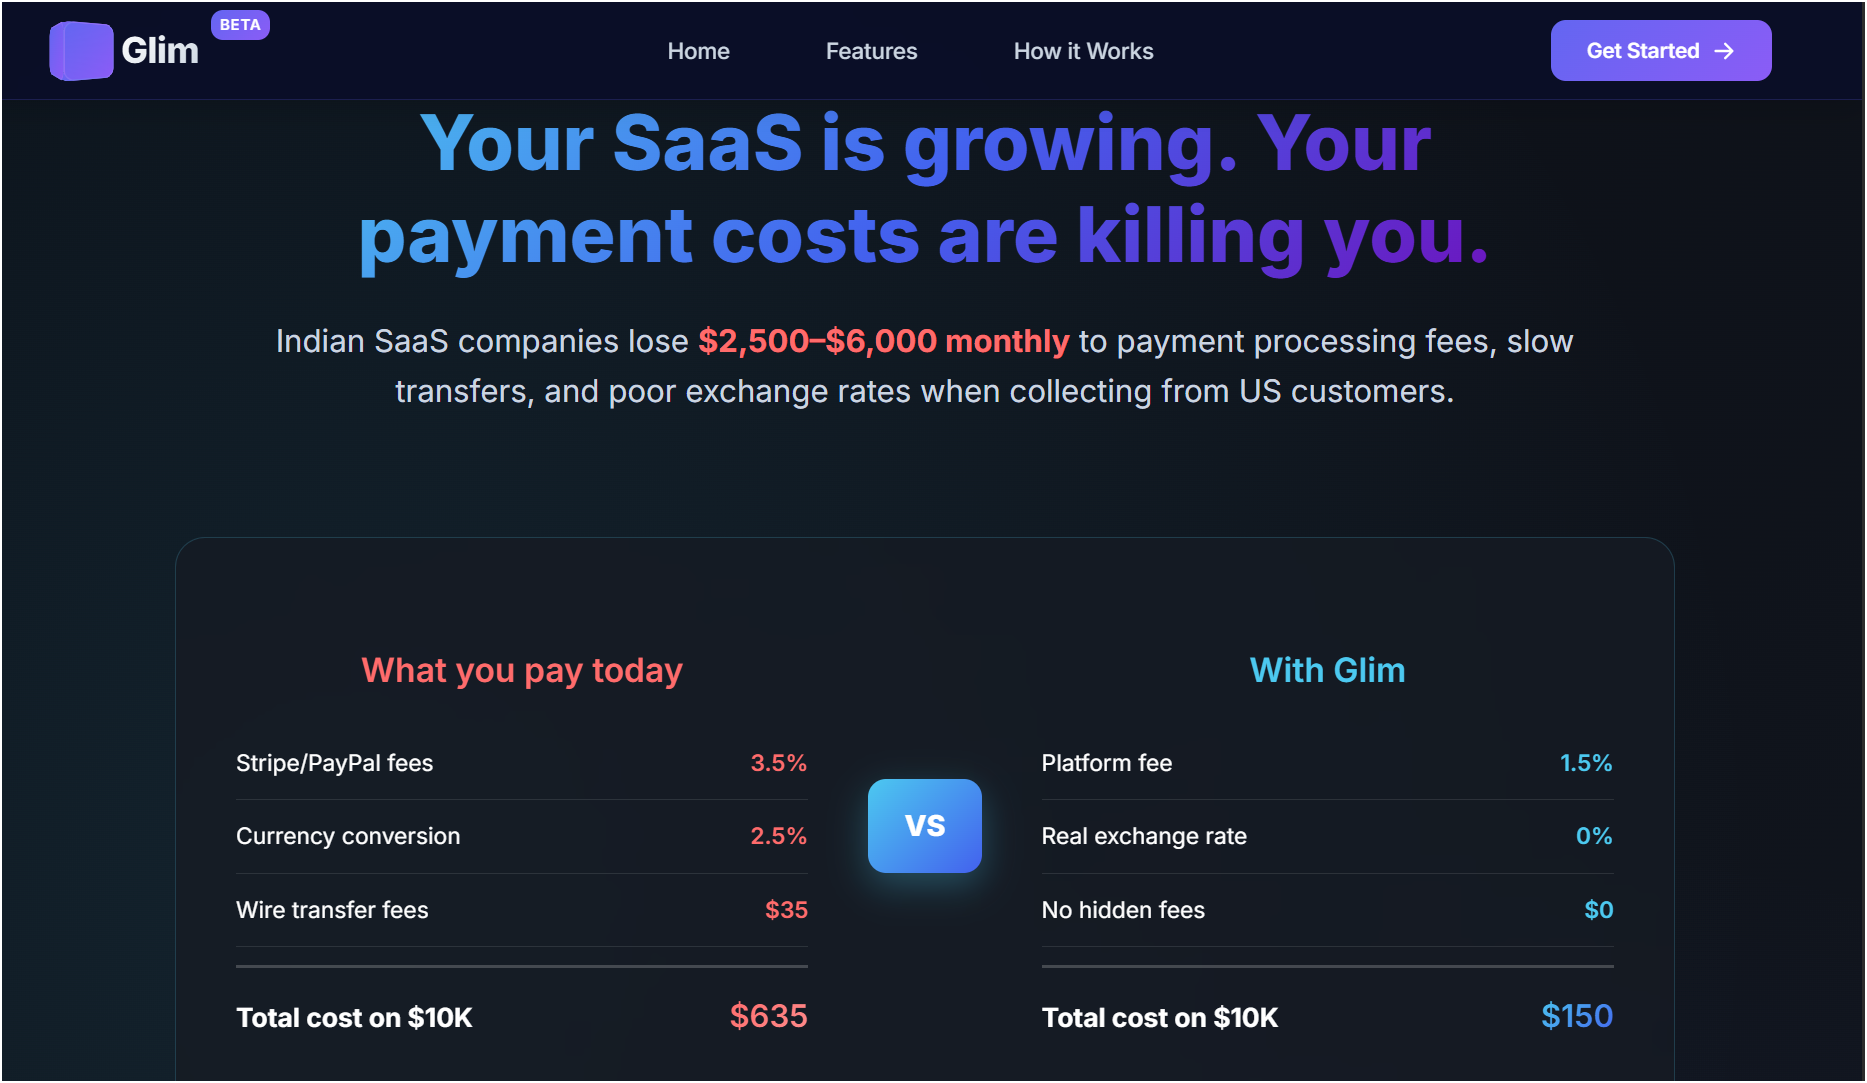 Glim
BETA
Home
Features
How it Works
Get Started →
Your SaaS is growing. Your
payment costs are killing you.
Indian SaaS companies lose $2,500–$6,000 monthly to payment processing fees, slow
transfers, and poor exchange rates when collecting from US customers.
What you pay today
Stripe/PayPal fees 3.5%
Currency conversion 2.5%
Wire transfer fees $35
Total cost on $10K $635
VS
With Glim
Platform fee 1.5%
Real exchange rate 0%
No hidden fees $0
Total cost on $10K $150